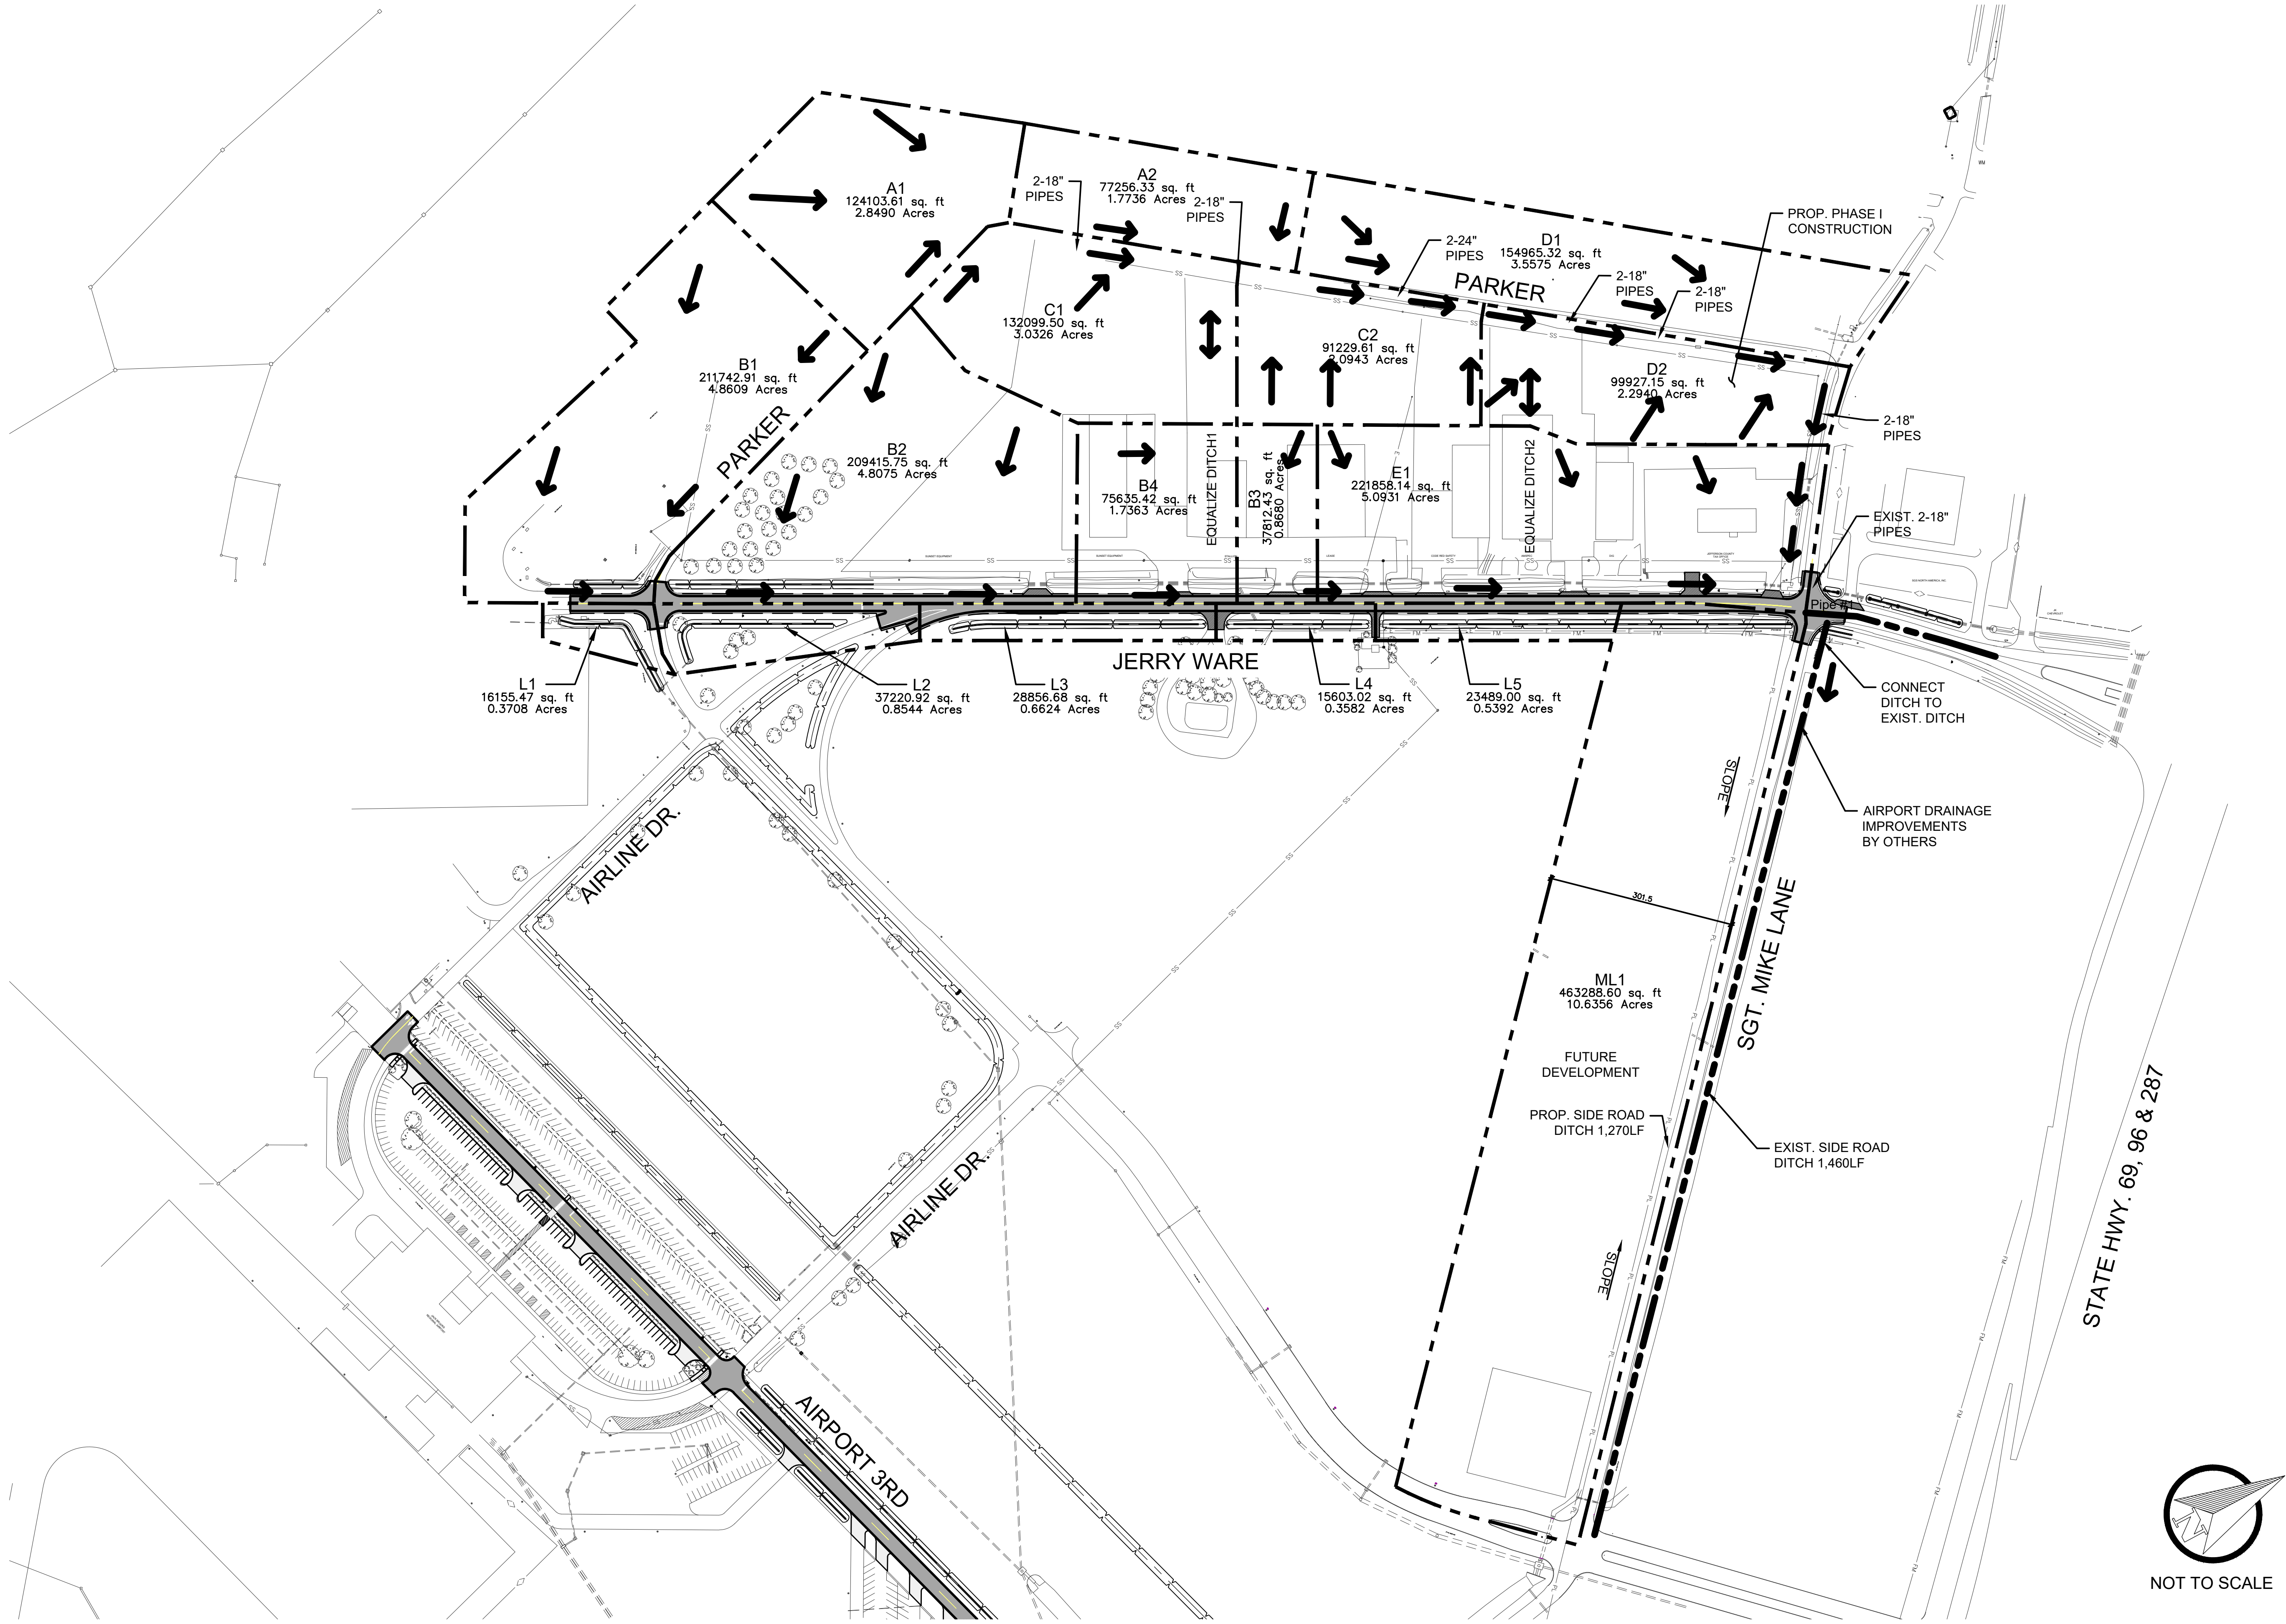 A1
124103.61 sq. ft
2.8490 Acres
2-18"
PIPES
A2
77256.33 sq. ft
1.7736 Acres
2-18"
PIPES
PROP. PHASE I
CONSTRUCTION
2-24"
PIPES
D1
154965.32 sq. ft
3.5575 Acres
PARKER
2-18"
PIPES
2-18"
PIPES
C1
132099.50 sq. ft
3.0326 Acres
C2
91229.61 sq. ft
2.0943 Acres
B1
211742.91 sq. ft
4.8609 Acres
D2
99927.15 sq. ft
2.2940 Acres
2-18"
PIPES
PARKER
B2
209415.75 sq. ft
4.8075 Acres
B4
75635.42 sq. ft
1.7363 Acres
EQUALIZE DITCH1
B3
37812.43 sq. ft
0.8680 Acres
E1
221858.14 sq. ft
5.0931 Acres
EQUALIZE DITCH2
EXIST. 2-18"
PIPES
Pipe #1
JERRY WARE
L1
16155.47 sq. ft
0.3708 Acres
L2
37220.92 sq. ft
0.8544 Acres
L3
28856.68 sq. ft
0.6624 Acres
L4
15603.02 sq. ft
0.3582 Acres
L5
23489.00 sq. ft
0.5392 Acres
CONNECT
DITCH TO
EXIST. DITCH
SLOPE
AIRPORT DRAINAGE
IMPROVEMENTS
BY OTHERS
AIRLINE DR.
301.5
SGT. MIKE LANE
ML1
463288.60 sq. ft
10.6356 Acres
FUTURE
DEVELOPMENT
PROP. SIDE ROAD
DITCH 1,270LF
EXIST. SIDE ROAD
DITCH 1,460LF
STATE HWY. 69, 96 & 287
AIRLINE DR.
SLOPE
AIRPORT 3RD
N
NOT TO SCALE